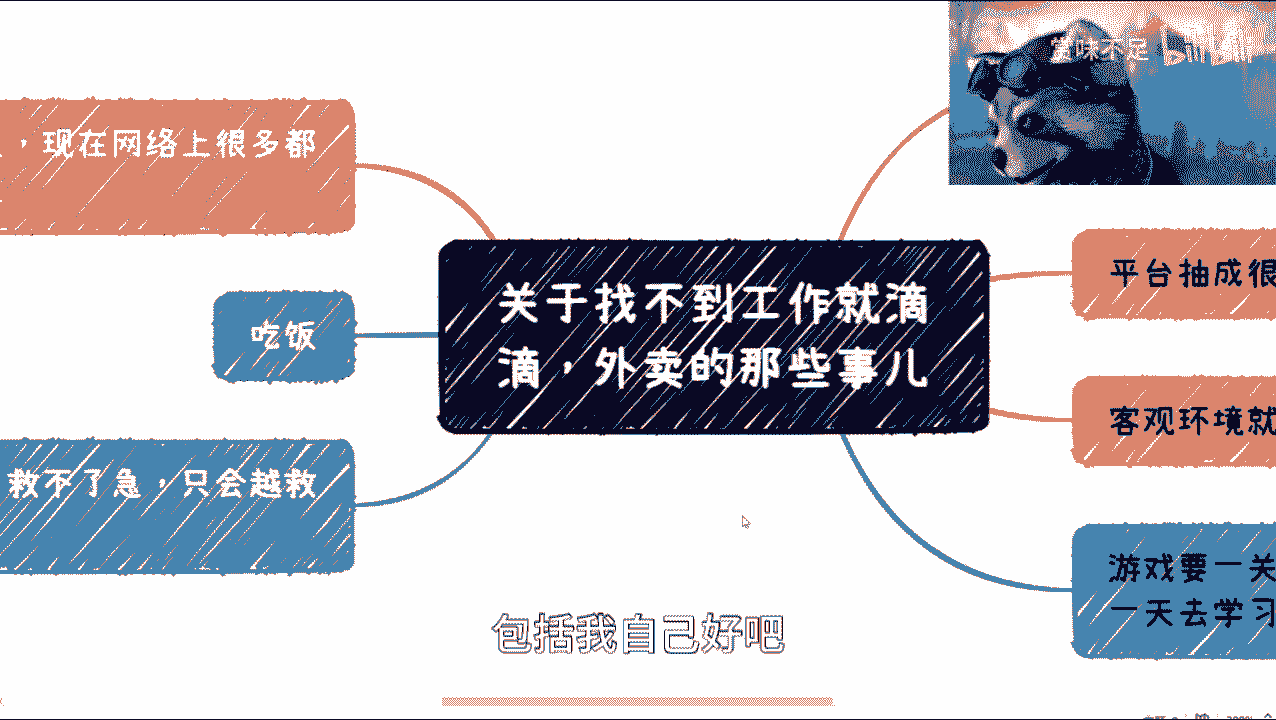 赏味不足 bilibili
，现在网络上很多都
吃饭
救不了急，只会越救
关于找不到工作就滴
滴，外卖的那些事儿
平台抽成很
客观环境就
游戏要一关
一天去学习
包括我自己好吧